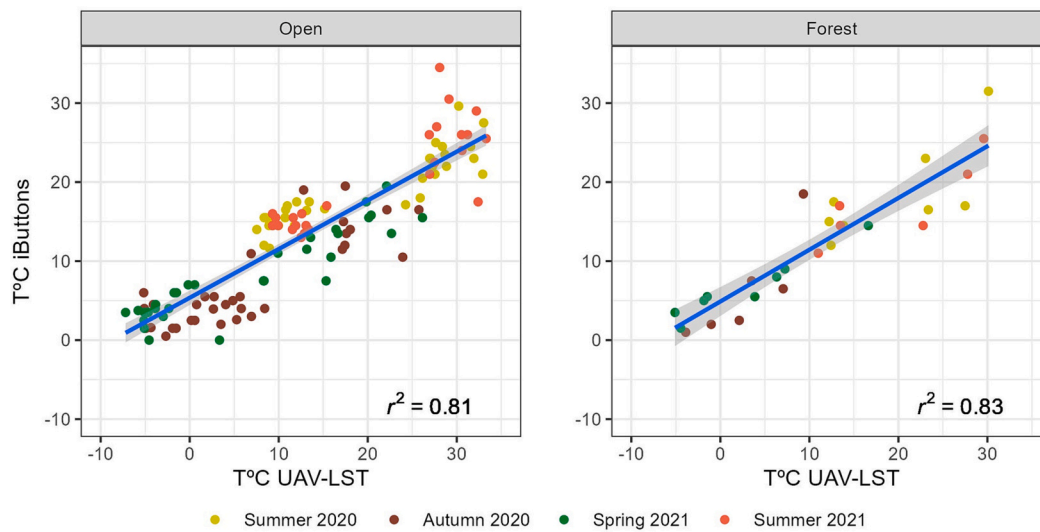 Open
Forest
T°C iButtons
30
20
10
0
-10
r² = 0.81
-10 0 10 20 30
T°C UAV-LST
30
20
10
0
-10
r² = 0.83
-10 0 10 20 30
T°C UAV-LST
Summer 2020 Autumn 2020 Spring 2021 Summer 2021